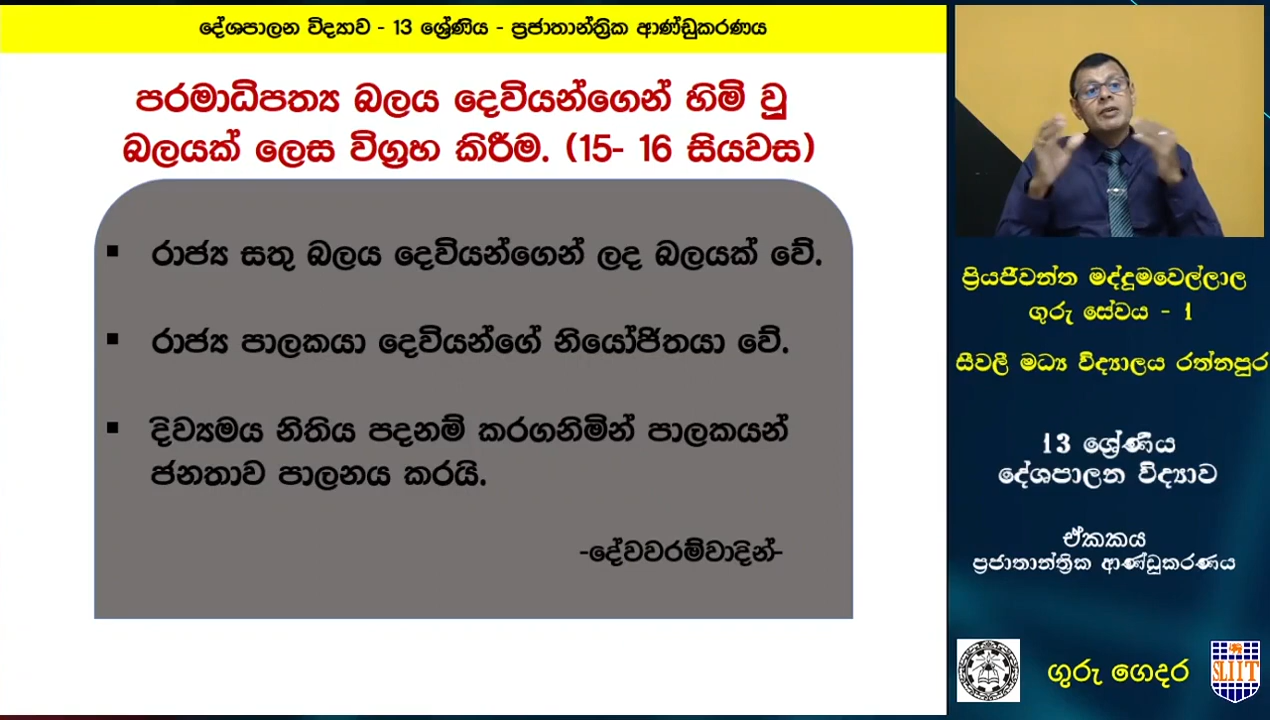 දේශපාලන විද්‍යාව - 13 ශ්‍රේණිය - ප්‍රජාතාන්ත්‍රික ආණ්ඩුකරණය
පරමාධිපත්‍ය බලය දෙවියන්ගෙන් හිමි වූ
බලයක් ලෙස විග්‍රහ කිරීම. (15- 16 සියවස)
▪ රාජ්‍ය සතු බලය දෙවියන්ගෙන් ලද බලයක් වේ.
▪ රාජ්‍ය පාලකයා දෙවියන්ගේ නියෝජිතයා වේ.
▪ දිව්‍යමය නීතිය පදනම් කරගනිමින් පාලකයන්
ජනතාව පාලනය කරයි.
-දේවවරම්වාදින්-
ප්‍රියජීවන්ත මද්දූමවෙල්ලාල
ගුරු සේවය - 1
සීවලී මධ්‍ය විද්‍යාලය රත්නපුර
13 ශ්‍රේණිය
දේශපාලන විද්‍යාව
ඒකකය
ප්‍රජාතාන්ත්‍රික ආණ්ඩුකරණය
ගුරු ගෙදර
SLIIT